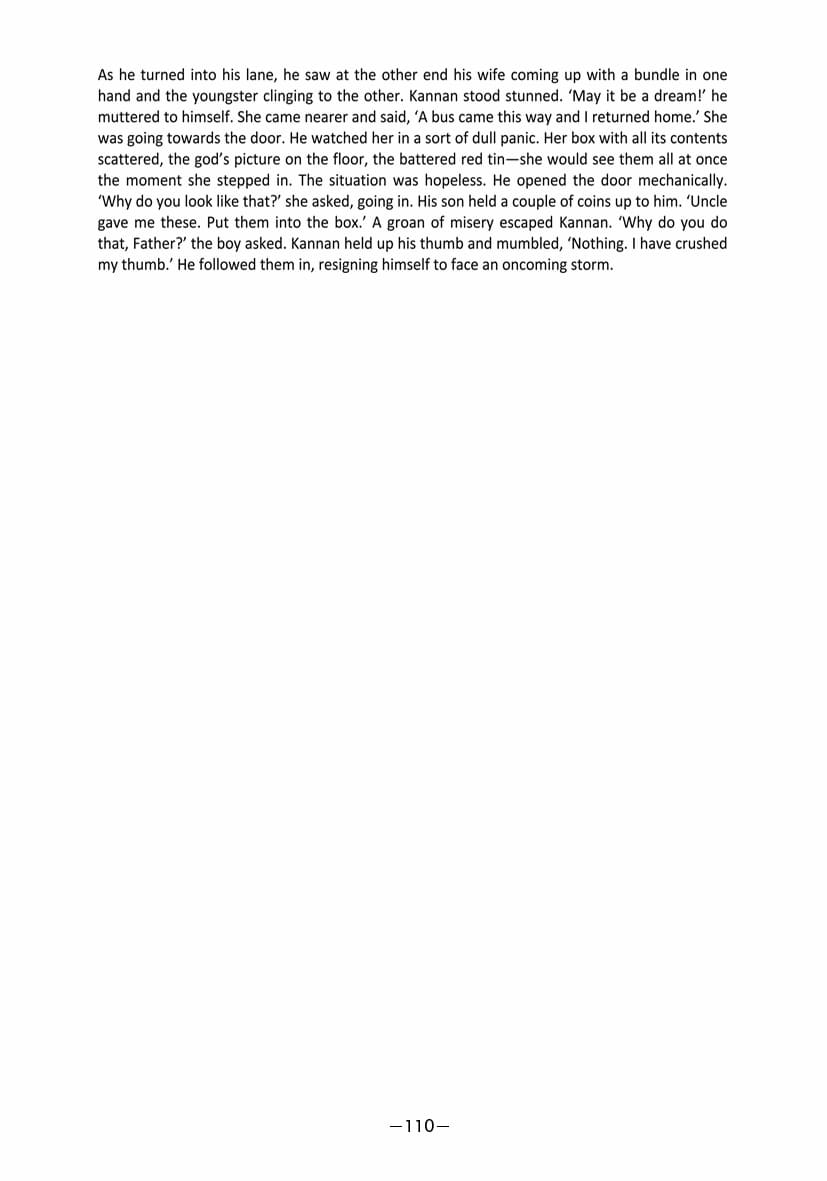 As he turned into his lane, he saw at the other end his wife coming up with a bundle in one
hand and the youngster clinging to the other. Kannan stood stunned. ‘May it be a dream!’ he
muttered to himself. She came nearer and said, ‘A bus came this way and I returned home.’ She
was going towards the door. He watched her in a sort of dull panic. Her box with all its contents
scattered, the god’s picture on the floor, the battered red tin—she would see them all at once
the moment she stepped in. The situation was hopeless. He opened the door mechanically.
‘Why do you look like that?’ she asked, going in. His son held a couple of coins up to him. ‘Uncle
gave me these. Put them into the box.’ A groan of misery escaped Kannan. ‘Why do you do
that, Father?’ the boy asked. Kannan held up his thumb and mumbled, ‘Nothing. I have crushed
my thumb.’ He followed them in, resigning himself to face an oncoming storm.
—110—